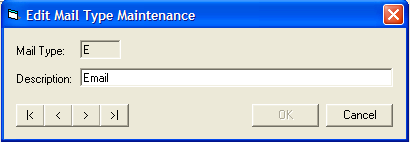 Edit Mail Type Maintenance
Mail Type: E
Description: Email
|< < > >| OK Cancel